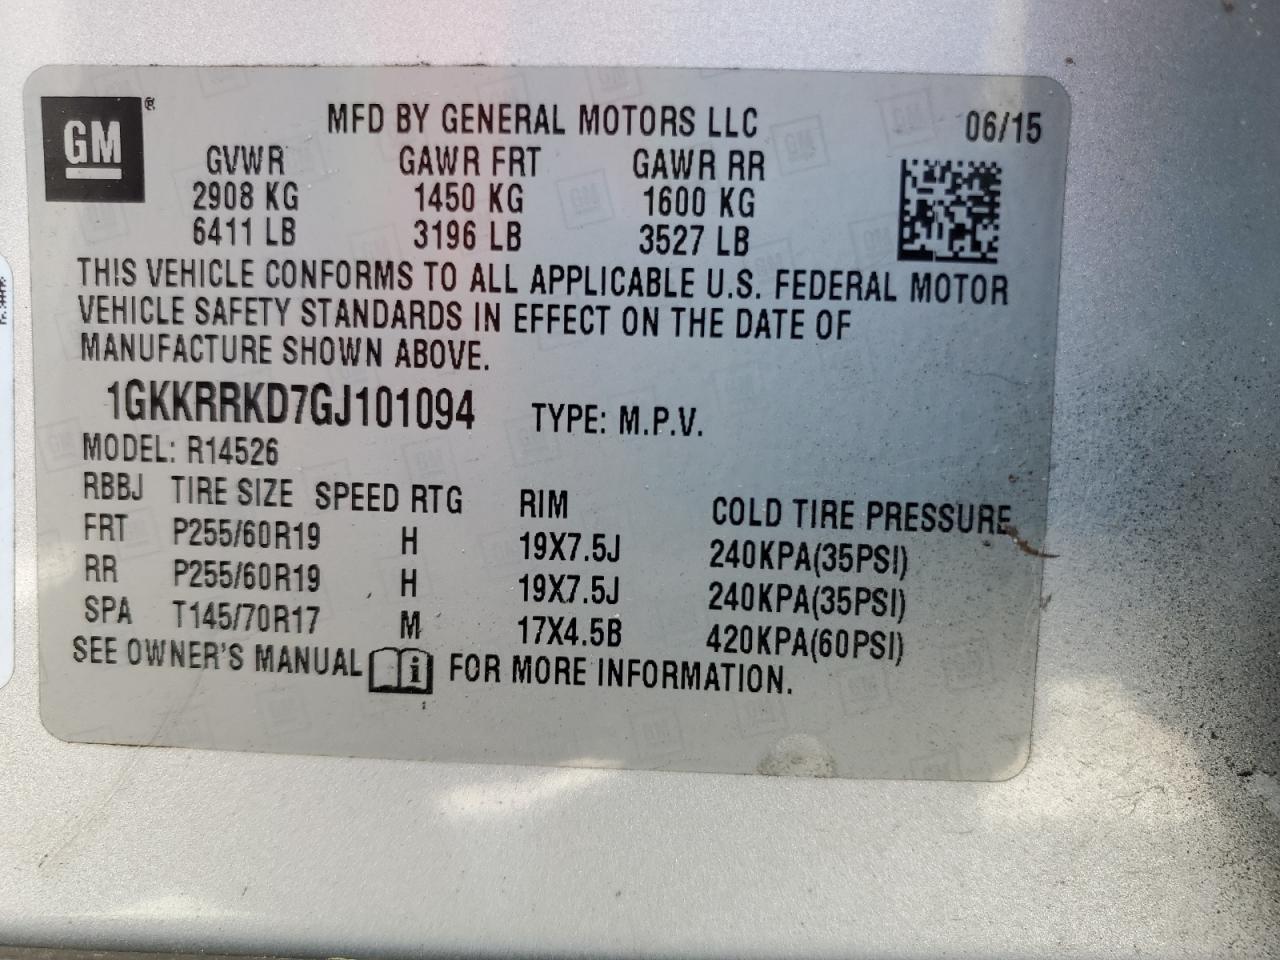 GM ®
MFD BY GENERAL MOTORS LLC 06/15
GVWR GAWR FRT GAWR RR
2908 KG 1450 KG 1600 KG
6411 LB 3196 LB 3527 LB
THIS VEHICLE CONFORMS TO ALL APPLICABLE U.S. FEDERAL MOTOR
VEHICLE SAFETY STANDARDS IN EFFECT ON THE DATE OF
MANUFACTURE SHOWN ABOVE.
1GKKRRKD7GJ101094 TYPE: M.P.V.
MODEL: R14526
RBBJ TIRE SIZE SPEED RTG RIM COLD TIRE PRESSURE
FRT P255/60R19 H 19X7.5J 240KPA(35PSI)
RR P255/60R19 H 19X7.5J 240KPA(35PSI)
SPA T145/70R17 M 17X4.5B 420KPA(60PSI)
SEE OWNER'S MANUAL i FOR MORE INFORMATION.